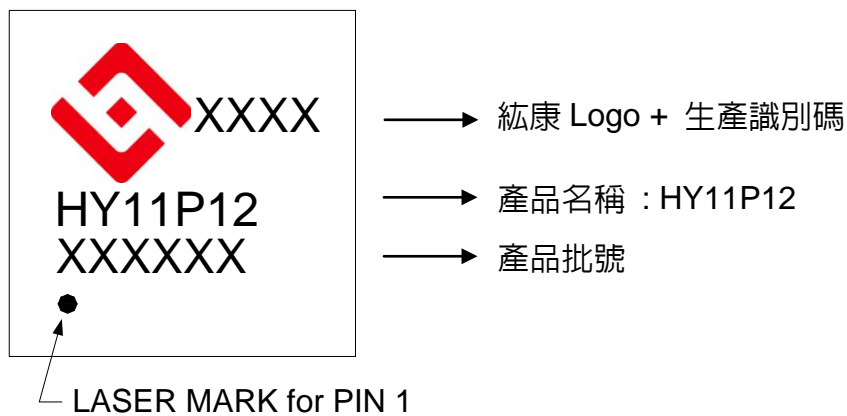 XXXX
紘康 Logo + 生產識別碼
HY11P12
產品名稱 : HY11P12
XXXXXX
產品批號
LASER MARK for PIN 1